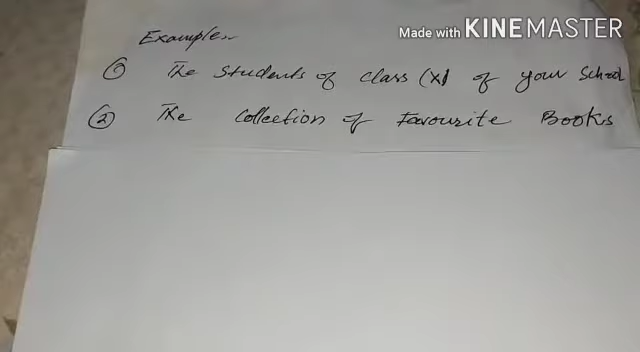 Made with KINEMASTER
Examples
① The Students of Class (X) of your School
② The Collection of Favourite Books